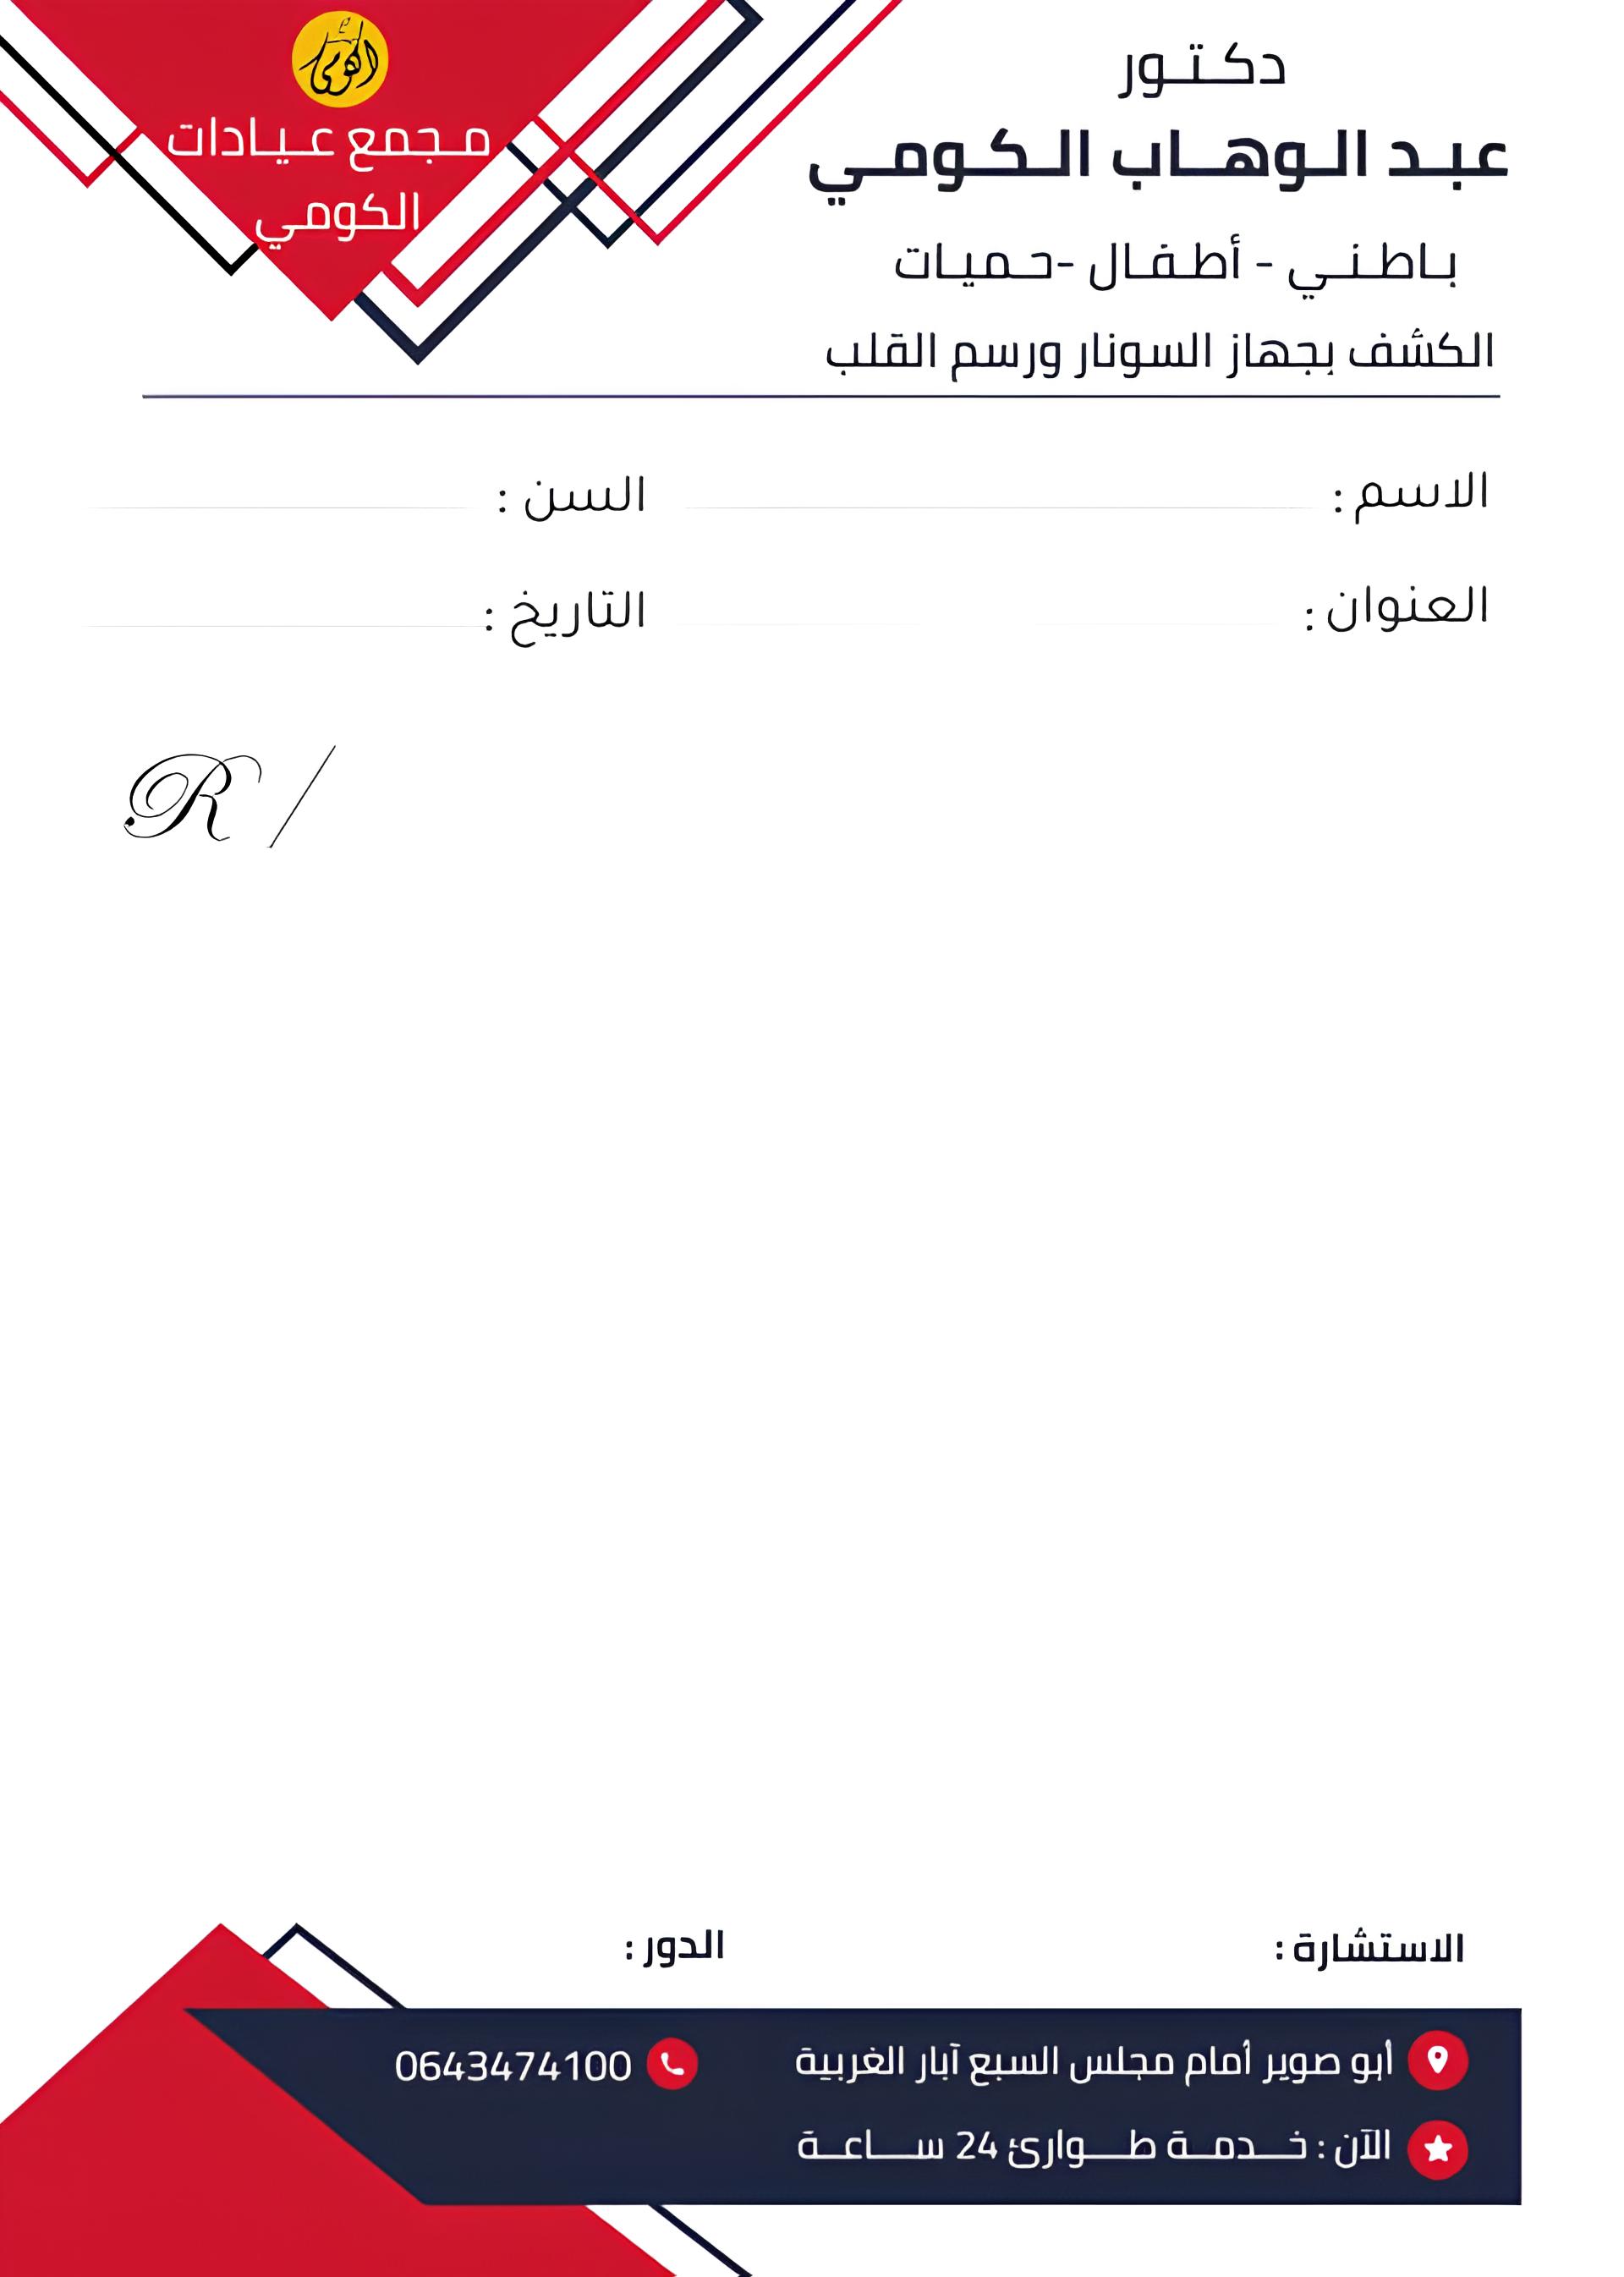 الكومي
مجمع عيادات
الكومي
دكتور
عبد الوهاب الكومي
باطني - أطفال -حميات
الكشف بجهاز السونار ورسم القلب
الاسم :
السن :
العنوان :
التاريخ :
R /
الاستشارة :
الدور :
أبو صوير أمام مجلس السبع آبار الغربية
0643474100
الآن : خدمة طوارئ 24 ساعة